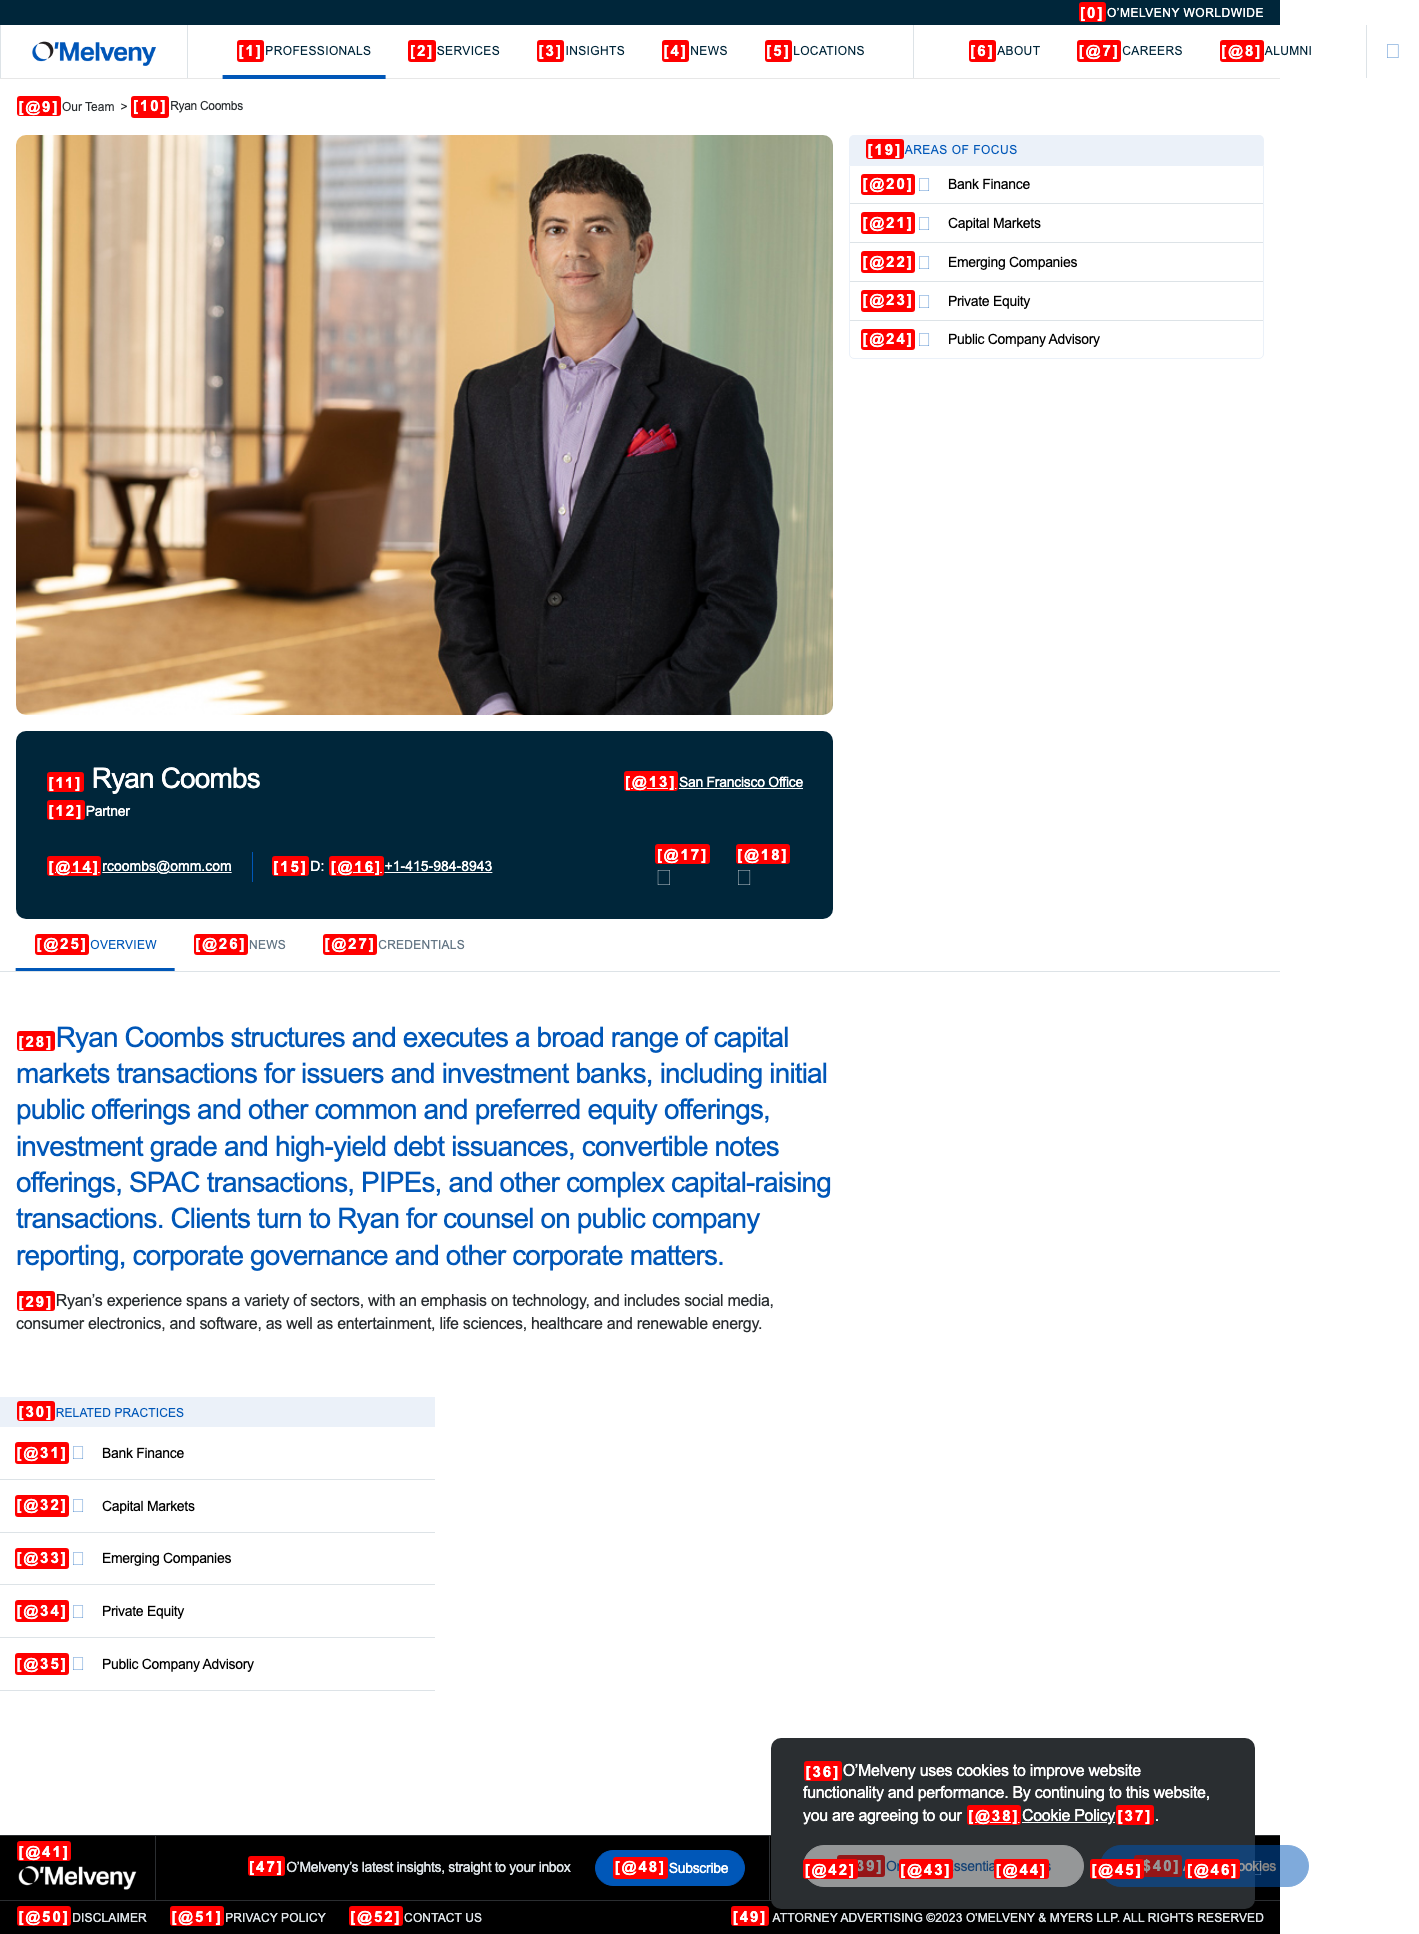 [0] O'MELVENY WORLDWIDE
O'Melveny
[1] PROFESSIONALS
[2] SERVICES
[3] INSIGHTS
[4] NEWS
[5] LOCATIONS
[6] ABOUT
[@7] CAREERS
[@8] ALUMNI
[@9] Our Team > [10] Ryan Coombs
[19] AREAS OF FOCUS
[@20] Bank Finance
[@21] Capital Markets
[@22] Emerging Companies
[@23] Private Equity
[@24] Public Company Advisory
[11] Ryan Coombs
[12] Partner
[@13] San Francisco Office
[@14] rcoombs@omm.com
[15] D: [@16] +1-415-984-8943
[@17]
[@18]
[@25] OVERVIEW
[@26] NEWS
[@27] CREDENTIALS
[28] Ryan Coombs structures and executes a broad range of capital
markets transactions for issuers and investment banks, including initial
public offerings and other common and preferred equity offerings,
investment grade and high-yield debt issuances, convertible notes
offerings, SPAC transactions, PIPEs, and other complex capital-raising
transactions. Clients turn to Ryan for counsel on public company
reporting, corporate governance and other corporate matters.
[29] Ryan's experience spans a variety of sectors, with an emphasis on technology, and includes social media,
consumer electronics, and software, as well as entertainment, life sciences, healthcare and renewable energy.
[30] RELATED PRACTICES
[@31] Bank Finance
[@32] Capital Markets
[@33] Emerging Companies
[@34] Private Equity
[@35] Public Company Advisory
[36] O'Melveny uses cookies to improve website
functionality and performance. By continuing to this website,
you are agreeing to our [@38] Cookie Policy [37] .
[@41]
O'Melveny
[47] O'Melveny's latest insights, straight to your inbox
[@48] Subscribe
[@42] [@43] [@44] [@45] [@46]
[@50] DISCLAIMER
[@51] PRIVACY POLICY
[@52] CONTACT US
[49] ATTORNEY ADVERTISING ©2023 O'MELVENY & MYERS LLP. ALL RIGHTS RESERVED